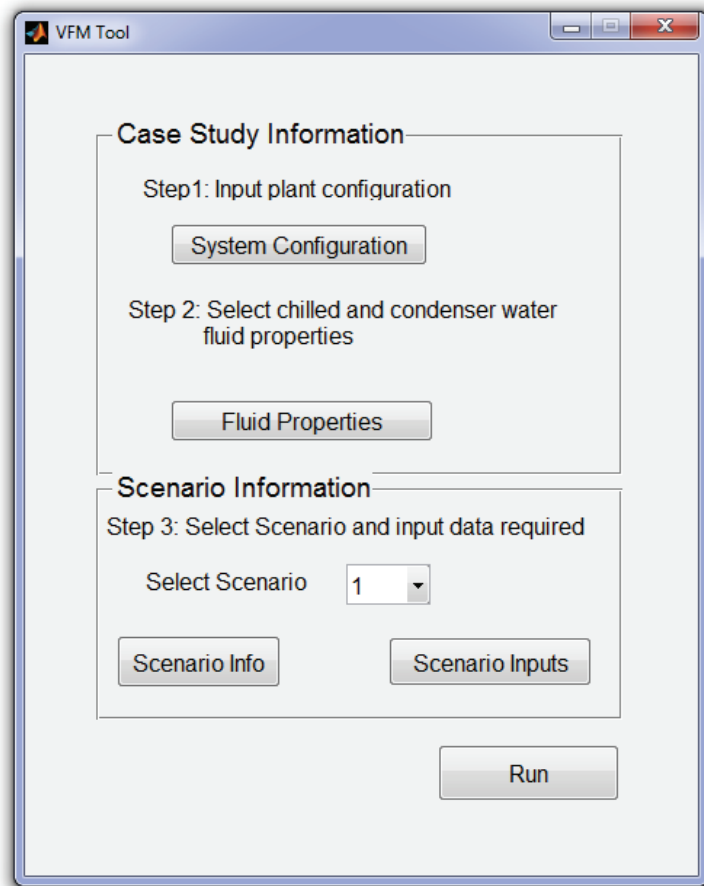 VFM Tool
Case Study Information
Step1: Input plant configuration
System Configuration
Step 2: Select chilled and condenser water
fluid properties
Fluid Properties
Scenario Information
Step 3: Select Scenario and input data required
Select Scenario 1
Scenario Info Scenario Inputs
Run